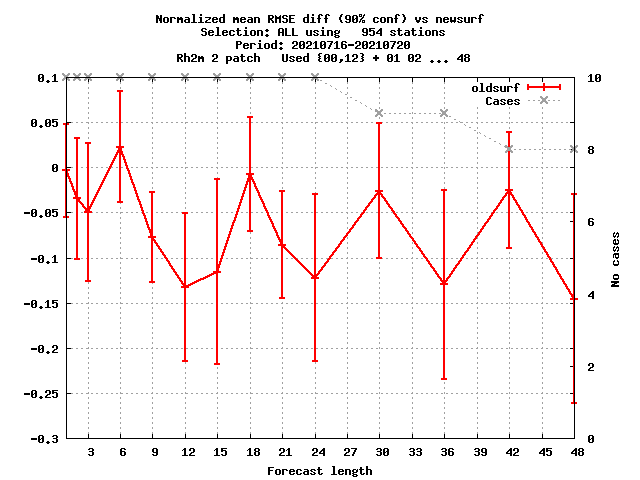 Normalized mean RMSE diff (90% conf) vs newsurf
Selection: ALL using   954 stations
Period: 20210716-20210720
Rh2m 2 patch   Used {00,12} + 01 02 ... 48
oldsurf
Cases
0.1
0.05
0
-0.05
-0.1
-0.15
-0.2
-0.25
-0.3
10
8
6
4
2
0
No cases
3 6 9 12 15 18 21 24 27 30 33 36 39 42 45 48
Forecast length